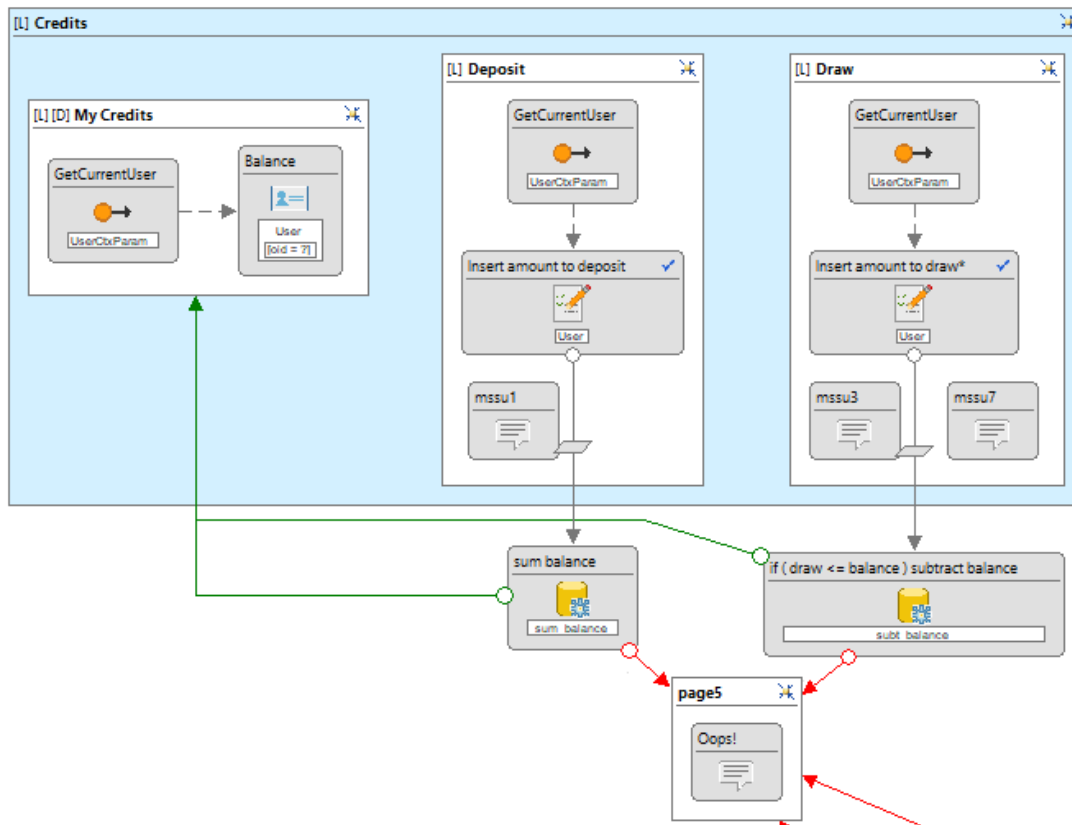 [L] Credits
[L] [D] My Credits
GetCurrentUser
UserCtxParam
Balance
User
[oid = ?]
[L] Deposit
GetCurrentUser
UserCtxParam
Insert amount to deposit
User
mssu1
[L] Draw
GetCurrentUser
UserCtxParam
Insert amount to draw*
User
mssu3
mssu7
sum balance
sum_balance
if ( draw <= balance ) subtract balance
subt_balance
page5
Oops!